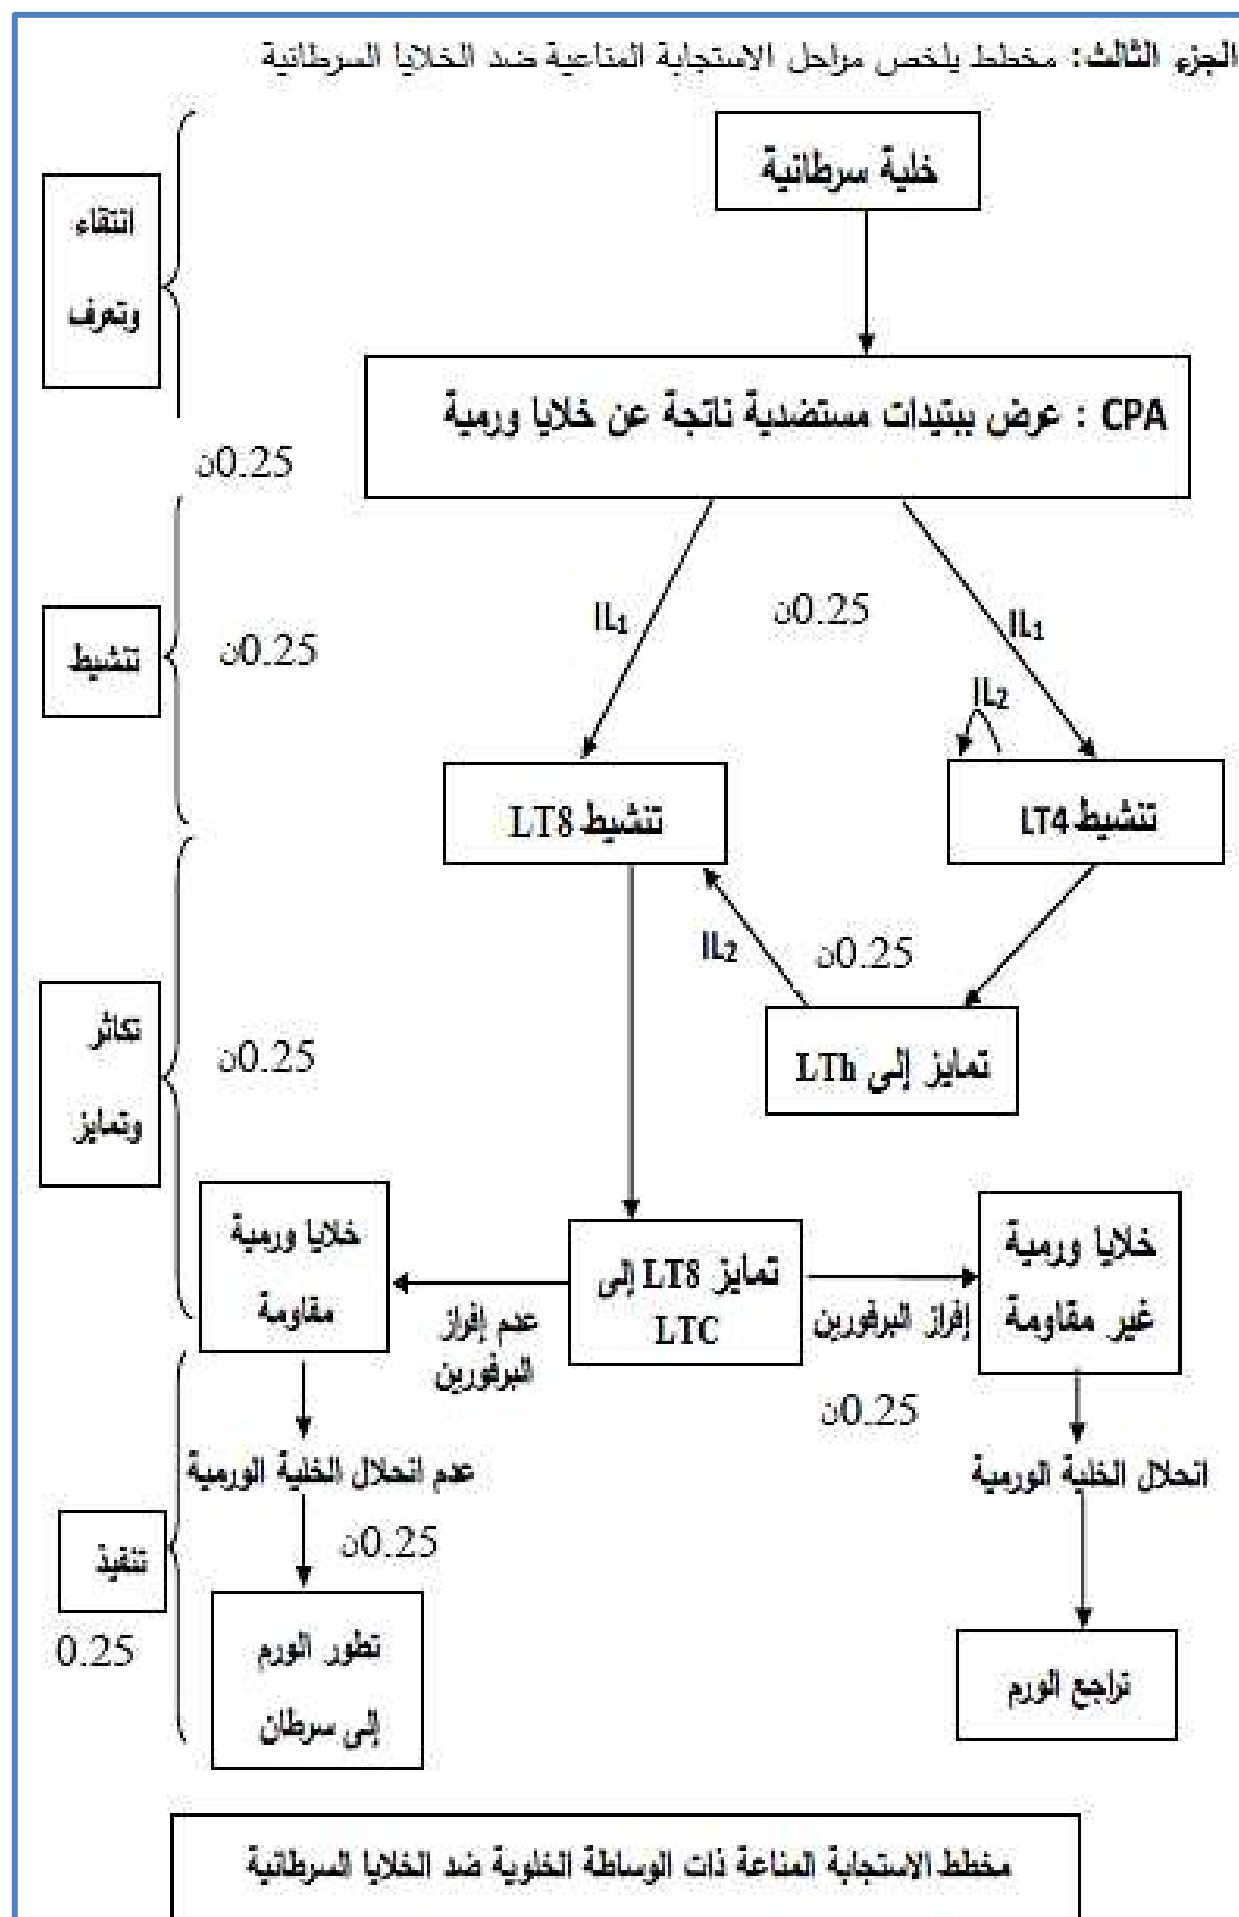 الجزء الثالث: مخطط يلخص مراحل الاستجابة المناعية ضد الخلايا السرطانية
خلية سرطانية
انتقاء
وتعرف
CPA : عرض ببتيدات مستضدية ناتجة عن خلايا ورمية
0.25ن
IL1
0.25ن
IL1
تنشيط
0.25ن
IL2
تنشيط LT4
تنشيط LT8
IL2
0.25ن
تمايز إلى LTh
تكاثر
وتمايز
0.25ن
خلايا ورمية
غير مقاومة
إفراز البرفورين
تمايز LT8 إلى
LTC
عدم إفراز
البرفورين
خلايا ورمية
مقاومة
0.25ن
انحلال الخلية الورمية
عدم انحلال الخلية الورمية
0.25ن
تنفيذ
0.25
تراجع الورم
تطور الورم
إلى سرطان
مخطط الاستجابة المناعة ذات الوساطة الخلوية ضد الخلايا السرطانية